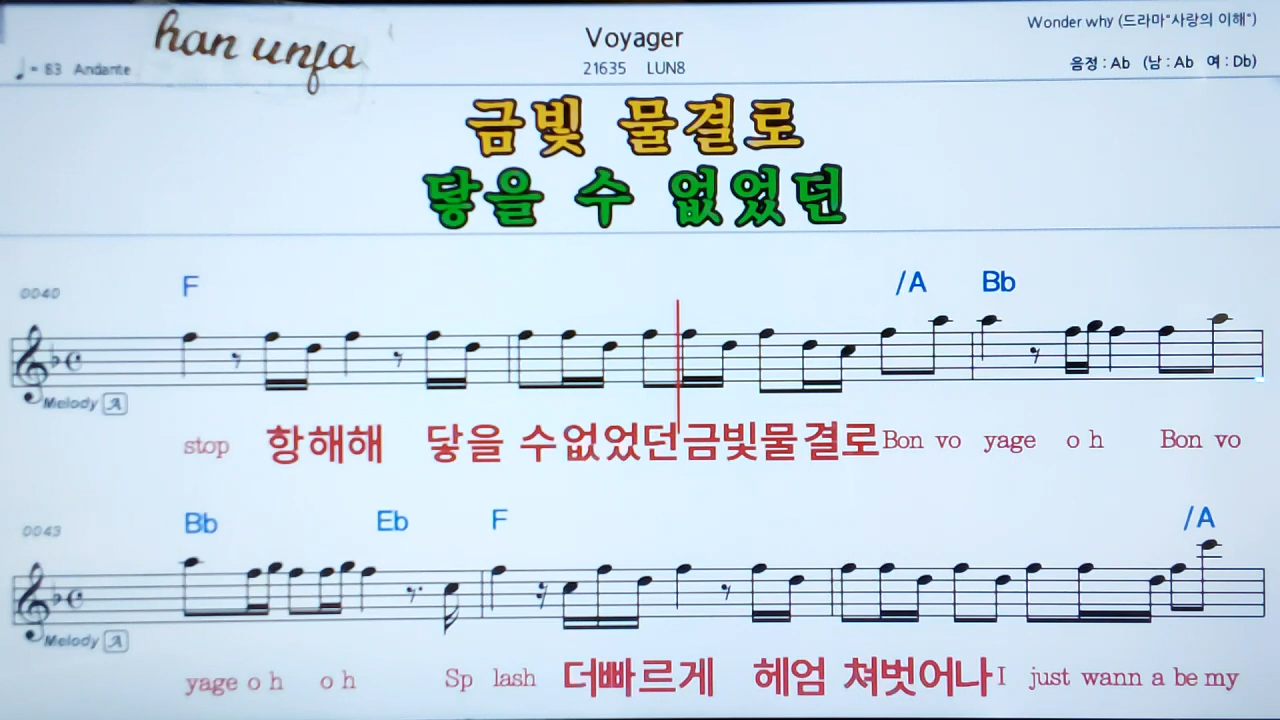 han unja
Voyager
Wonder why (드라마"사랑의 이해")
♩= 83 Andante
21635 LUN8
음정 : Ab (남 : Ab 여 : Db)
금빛 물결로
닿을 수 없었던
0040 F /A Bb
Melody A
stop 항해해 닿을 수없었던금빛물결로Bon vo yage o h Bon vo
0043 Bb Eb F /A
Melody A
yage o h o h Sp lash 더빠르게 헤엄 쳐벗어나I just wann a be my